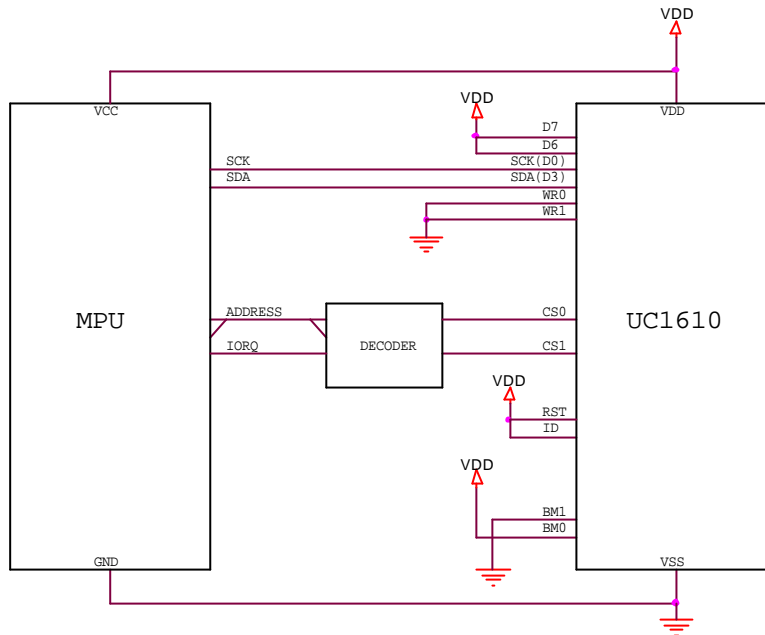 VDD
VCC
VDD
VDD
D7
D6
SCK
SCK(D0)
SDA
SDA(D3)
WR0
WR1
MPU
ADDRESS
IORQ
DECODER
CS0
CS1
UC1610
VDD
RST
ID
VDD
BM1
BM0
GND
VSS